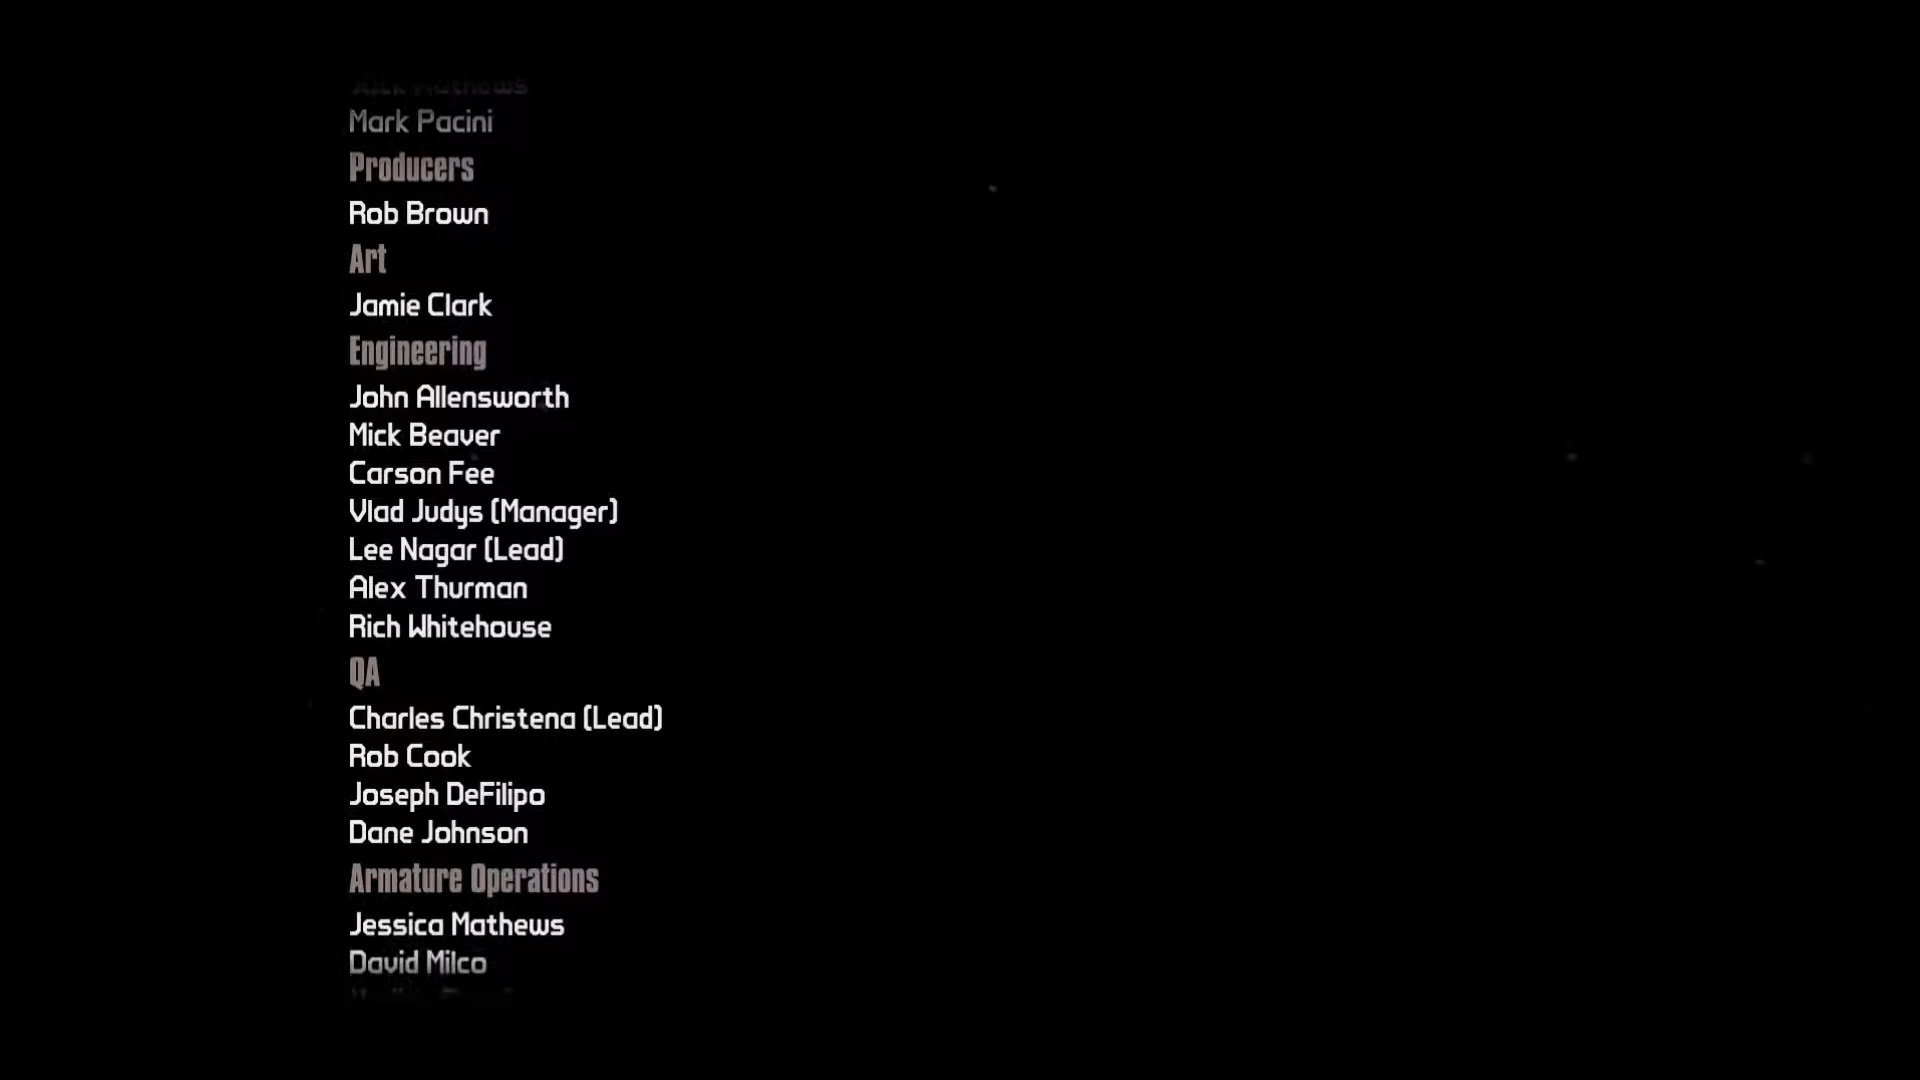 Mathews
Mark Pacini
Producers
Rob Brown
Art
Jamie Clark
Engineering
John Allensworth
Mick Beaver
Carson Fee
Vlad Judys (Manager)
Lee Nagar (Lead)
Alex Thurman
Rich Whitehouse
QA
Charles Christena (Lead)
Rob Cook
Joseph DeFilipo
Dane Johnson
Armature Operations
Jessica Mathews
David Milco